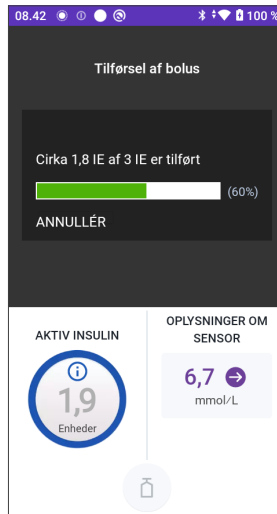 08.42 100 %
Tilførsel af bolus
Cirka 1,8 IE af 3 IE er tilført
(60%)
ANNULLÉR
AKTIV INSULIN
1,9
Enheder
OPLYSNINGER OM
SENSOR
6,7
mmol/L